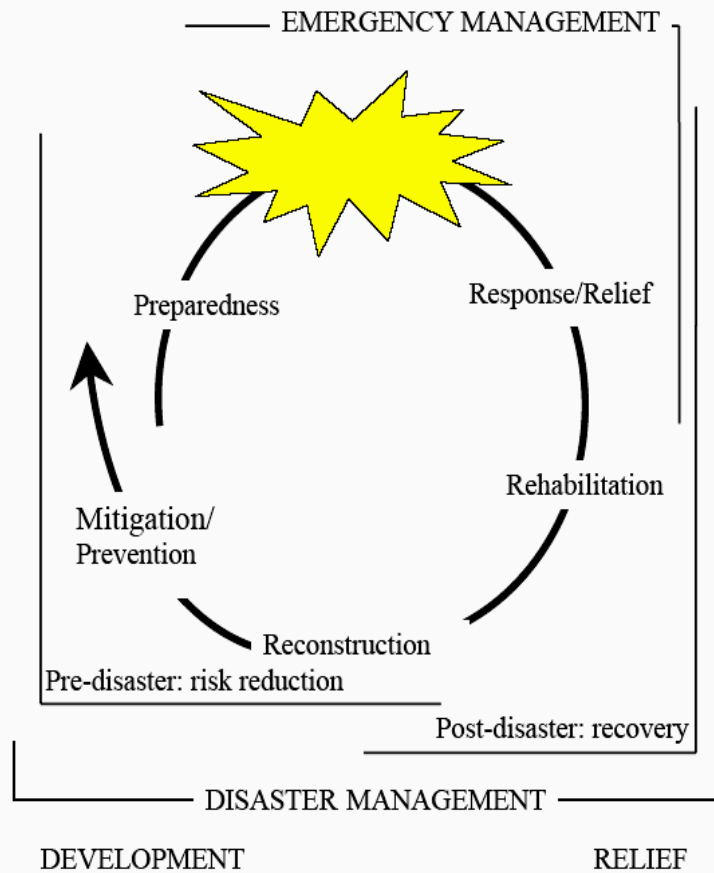 EMERGENCY MANAGEMENT
Preparedness
Response/Relief
Rehabilitation
Mitigation/
Prevention
Reconstruction
Pre-disaster: risk reduction
Post-disaster: recovery
DISASTER MANAGEMENT
DEVELOPMENT
RELIEF